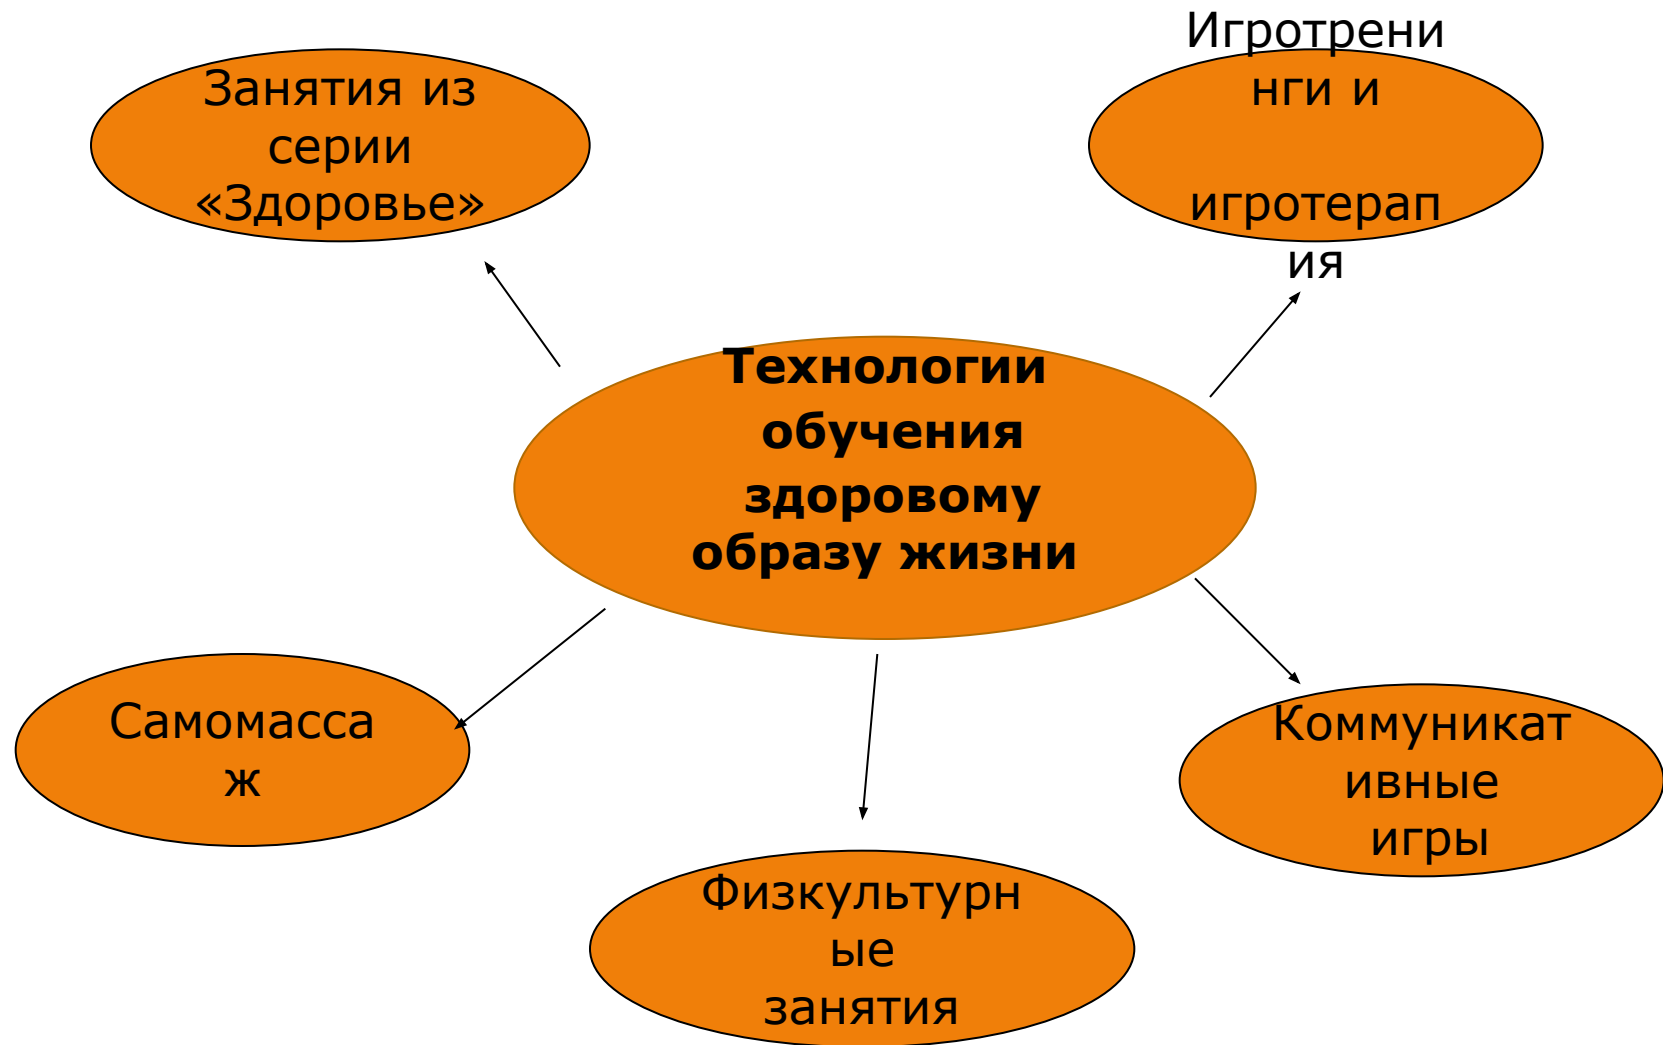 Занятия из
серии
«Здоровье»
Игротрени
нги и
игротерап
ия
Технологии
обучения
здоровому
образу жизни
Самомасса
ж
Коммуникат
ивные
игры
Физкультурн
ые
занятия